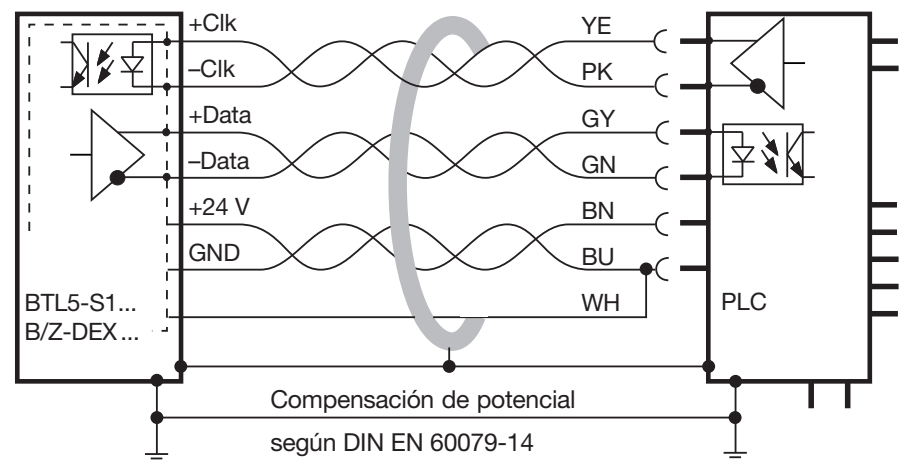 +Clk
YE
–Clk
PK
+Data
GY
–Data
GN
+24 V
BN
GND
BU
WH
BTL5-S1...
B/Z-DEX...
PLC
Compensación de potencial
según DIN EN 60079-14